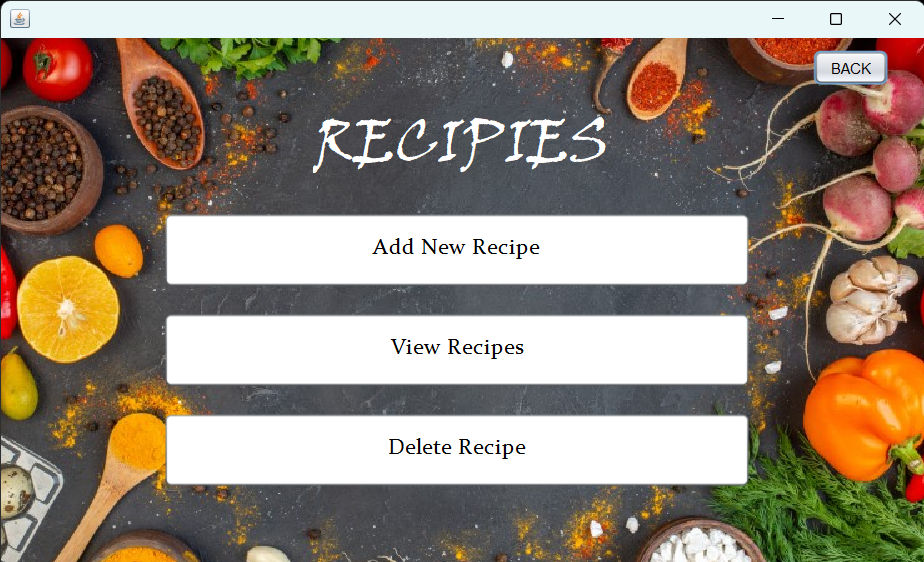 BACK
RECIPIES
Add New Recipe
View Recipes
Delete Recipe